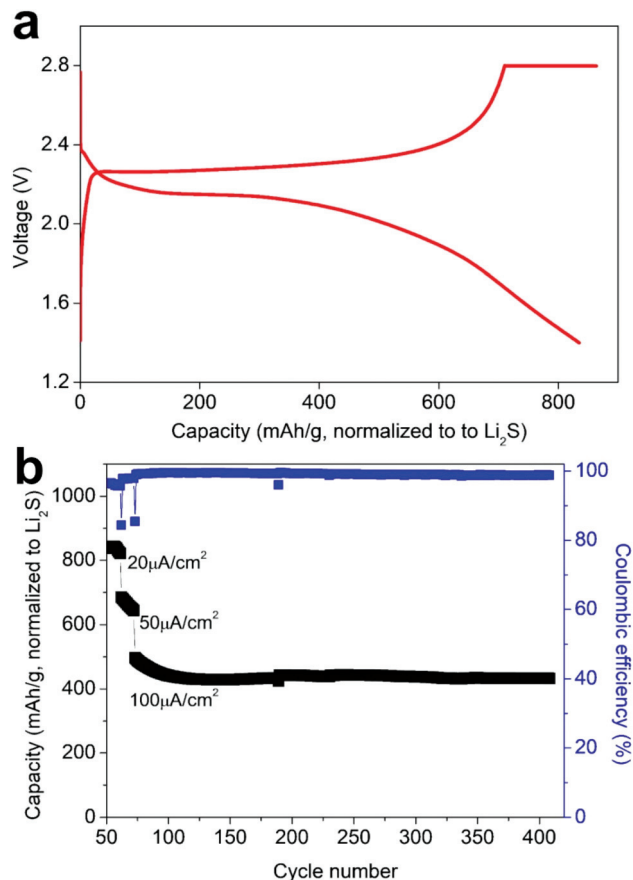 a
2.8
2.4
2.0
1.6
1.2
Voltage (V)
0 200 400 600 800
Capacity (mAh/g, normalized to to Li₂S)
b
1000
800
600
400
200
0
Capacity (mAh/g, normalized to Li₂S)
20μA/cm²
50μA/cm²
100μA/cm²
100
80
60
40
20
0
Coulombic efficiency (%)
50 100 150 200 250 300 350 400
Cycle number